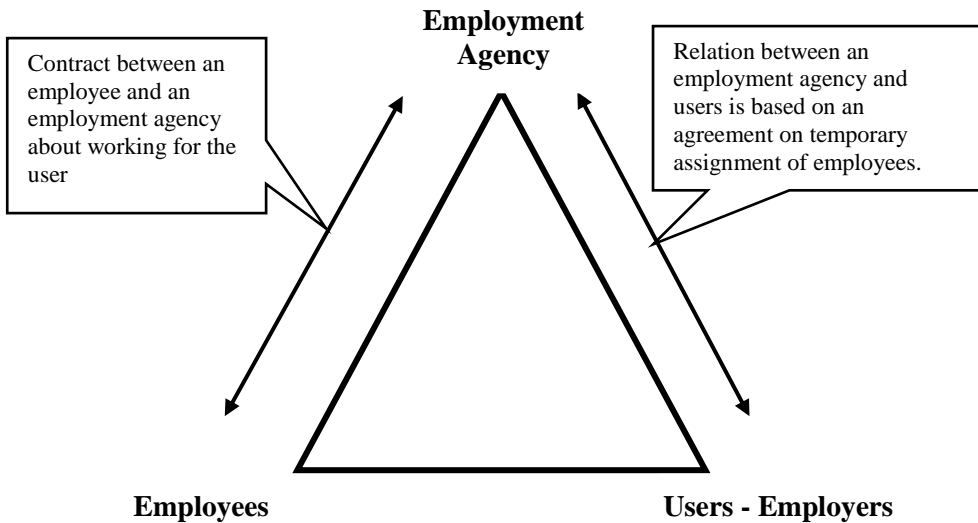 Employment
Agency
Contract between an
employee and an
employment agency
about working for the
user
Relation between an
employment agency and
users is based on an
agreement on temporary
assignment of employees.
Employees
Users - Employers